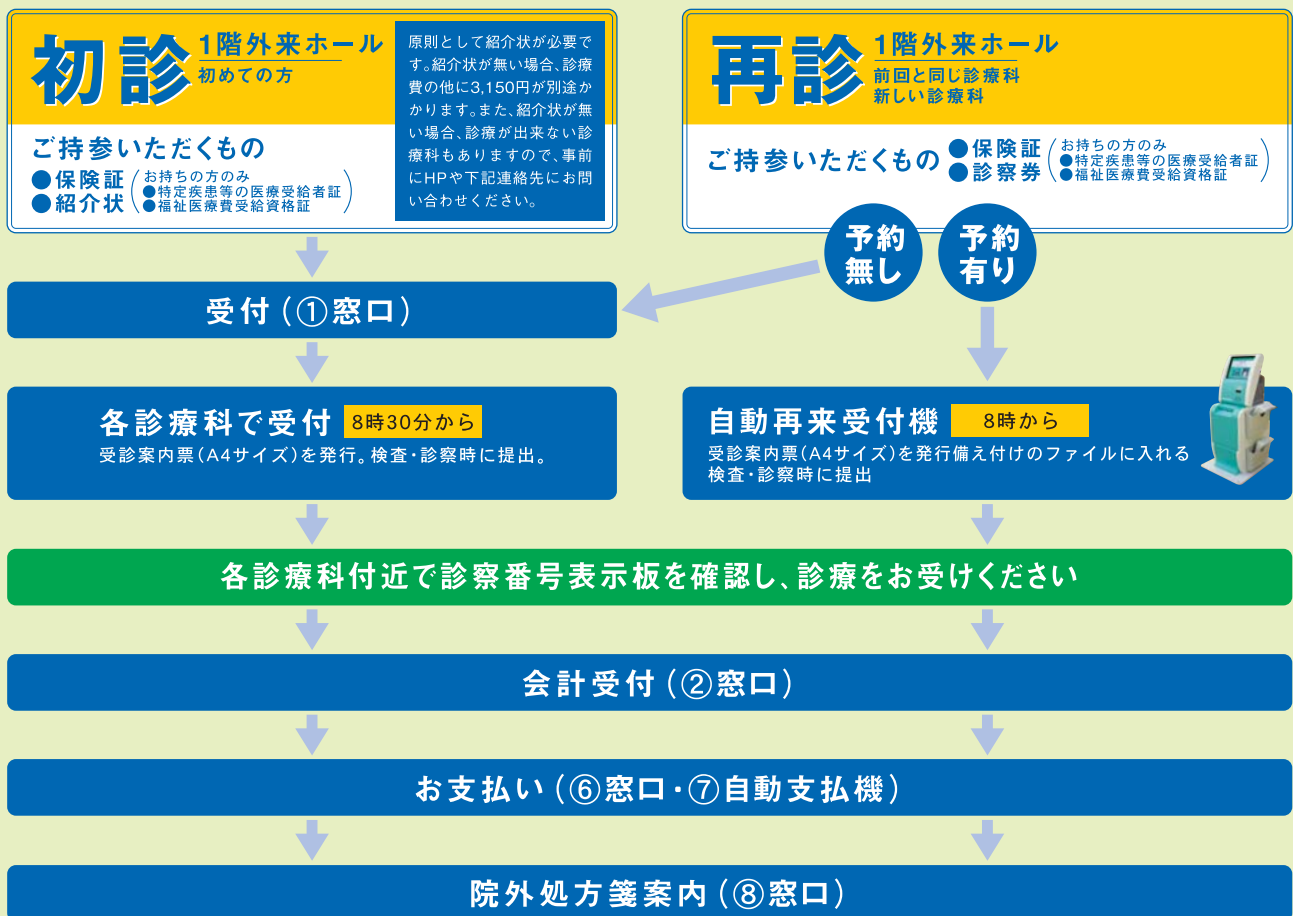 初診
1階外来ホール
初めての方
原則として紹介状が必要で
す。紹介状が無い場合、診療
費の他に3,150円が別途か
かります。また、紹介状が無
い場合、診療が出来ない診
療科もありますので、事前
にHPや下記連絡先にお問
い合わせください。
ご持参いただくもの
●保険証
●紹介状
(お持ちの方のみ
●特定疾患等の医療受給者証
●福祉医療費受給資格証)
再診
1階外来ホール
前回と同じ診療科
新しい診療科
ご持参いただくもの
●保険証
●診察券
(お持ちの方のみ
●特定疾患等の医療受給者証
●福祉医療費受給資格証)
予約
無し
予約
有り
受付(①窓口)
各診療科で受付 8時30分から
受診案内票(A4サイズ)を発行。検査・診察時に提出。
自動再来受付機 8時から
受診案内票(A4サイズ)を発行備え付けのファイルに入れる
検査・診察時に提出
各診療科付近で診察番号表示板を確認し、診療をお受けください
会計受付(②窓口)
お支払い(⑥窓口・⑦自動支払機)
院外処方箋案内(⑧窓口)